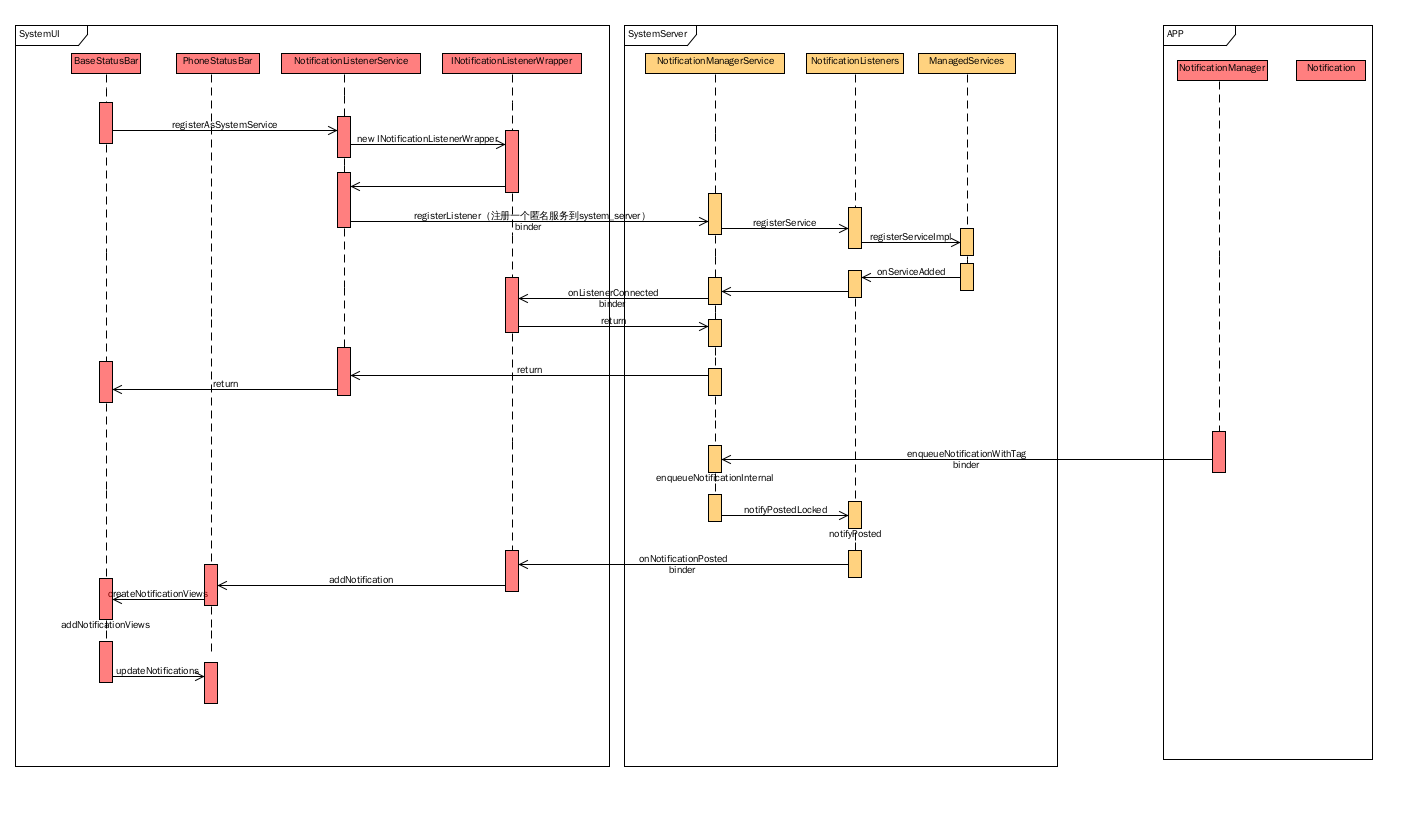 SystemUI
SystemServer
APP
BaseStatusBar
PhoneStatusBar
NotificationListenerService
INotificationListenerWrapper
NotificationManagerService
NotificationListeners
ManagedServices
NotificationManager
Notification
registerAsSystemService
new INotificationListenerWrapper
registerListener（注册一个匿名服务到system_server）
binder
registerService
registerServiceImpl
onServiceAdded
onListenerConnected
binder
return
return
return
enqueueNotificationWithTag
binder
enqueueNotificationInternal
notifyPostedLocked
notifyPosted
onNotificationPosted
binder
addNotification
createNotificationViews
addNotificationViews
updateNotifications